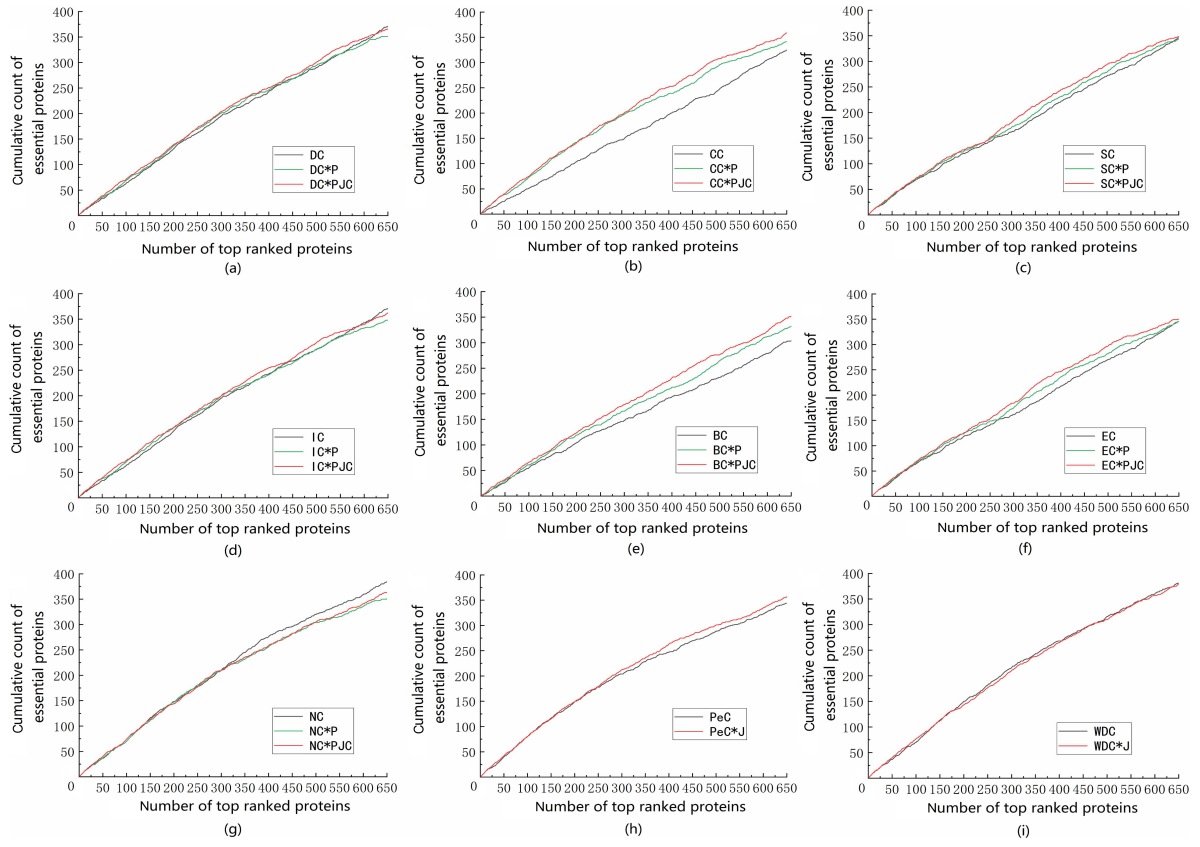 Cumulative count of
essential proteins
400
350
300
250
200
150
100
50
0
50 100 150 200 250 300 350 400 450 500 550 600 650
DC
DC*P
DC*PJC
Number of top ranked proteins
(a)
Cumulative count of
essential proteins
400
350
300
250
200
150
100
50
0
50 100 150 200 250 300 350 400 450 500 550 600 650
CC
CC*P
CC*PJC
Number of top ranked proteins
(b)
Cumulative count of
essential proteins
400
350
300
250
200
150
100
50
0
50 100 150 200 250 300 350 400 450 500 550 600 650
SC
SC*P
SC*PJC
Number of top ranked proteins
(c)
Cumulative count of
essential proteins
400
350
300
250
200
150
100
50
0
50 100 150 200 250 300 350 400 450 500 550 600 650
IC
IC*P
IC*PJC
Number of top ranked proteins
(d)
Cumulative count of
essential proteins
400
350
300
250
200
150
100
50
0
50 100 150 200 250 300 350 400 450 500 550 600 650
BC
BC*P
BC*PJC
Number of top ranked proteins
(e)
Cumulative count of
essential proteins
400
350
300
250
200
150
100
50
0
50 100 150 200 250 300 350 400 450 500 550 600 650
EC
EC*P
EC*PJC
Number of top ranked proteins
(f)
Cumulative count of
essential proteins
400
350
300
250
200
150
100
50
0
50 100 150 200 250 300 350 400 450 500 550 600 650
NC
NC*P
NC*PJC
Number of top ranked proteins
(g)
Cumulative count of
essential proteins
400
350
300
250
200
150
100
50
0
50 100 150 200 250 300 350 400 450 500 550 600 650
PeC
PeC*J
Number of top ranked proteins
(h)
Cumulative count of
essential proteins
400
350
300
250
200
150
100
50
0
50 100 150 200 250 300 350 400 450 500 550 600 650
WDC
WDC*J
Number of top ranked proteins
(i)